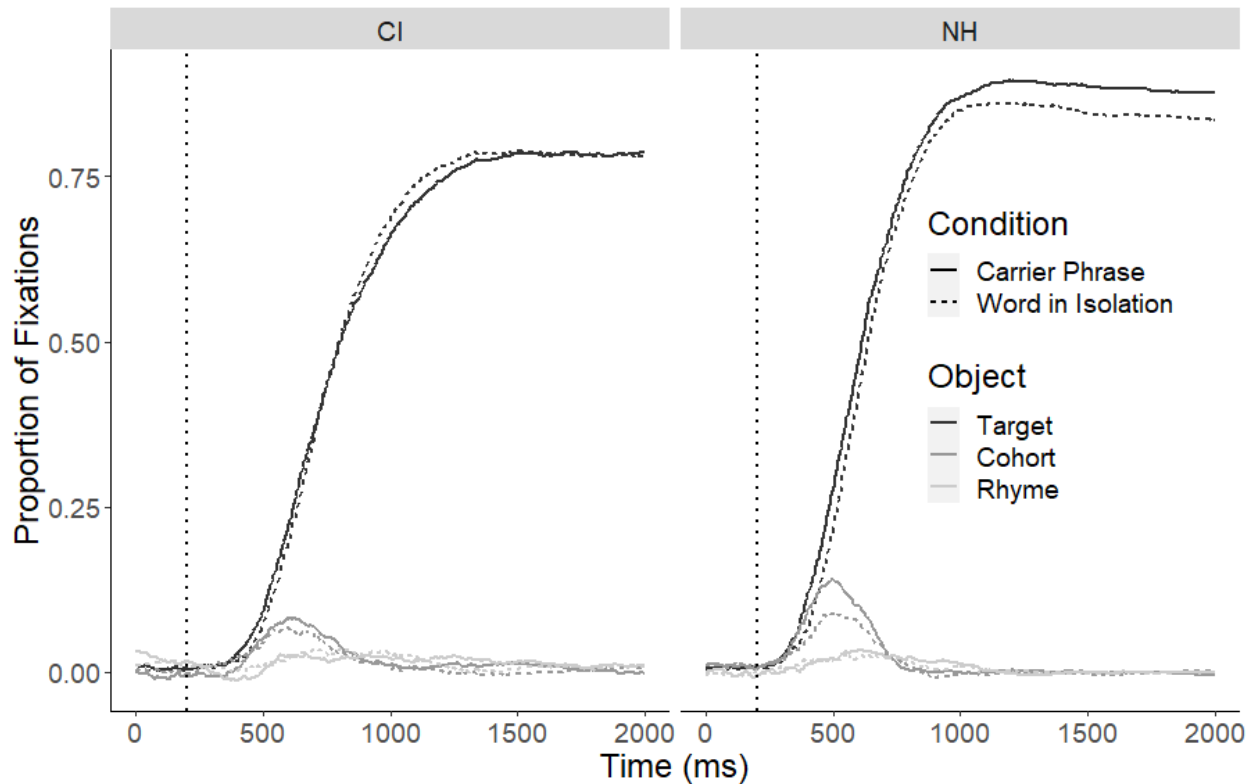 CI
NH
Proportion of Fixations
0.75
0.50
0.25
0.00
Condition
Carrier Phrase
Word in Isolation
Object
Target
Cohort
Rhyme
0 500 1000 1500 2000
0 500 1000 1500 2000
Time (ms)